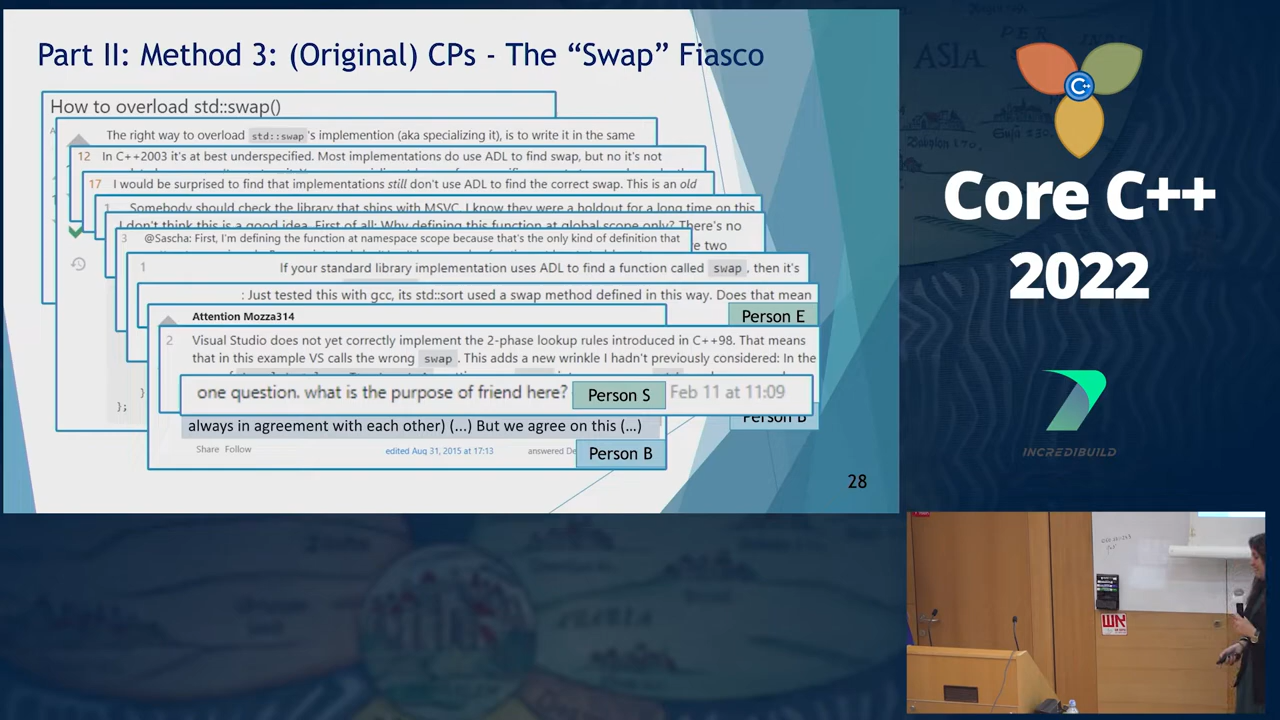 Part II: Method 3: (Original) CPs - The “Swap” Fiasco
How to overload std::swap()
The right way to overload std::swap's implemention (aka specializing it), is to write it in the same
12 In C++2003 it's at best underspecified. Most implementations do use ADL to find swap, but no it's not
17 I would be surprised to find that implementations still don't use ADL to find the correct swap. This is an old
1 Somebody should check the library that ships with MSVC. I know they were a holdout for a long time on this
I don't think this is a good idea. First of all: Why defining this function at global scope only? There's no
3 @Sascha: First, I'm defining the function at namespace scope because that's the only kind of definition that
re two
1 If your standard library implementation uses ADL to find a function called swap, then it's
: Just tested this with gcc, its std::sort used a swap method defined in this way. Does that mean
Attention Mozza314
Person E
2 Visual Studio does not yet correctly implement the 2-phase lookup rules introduced in C++98. That means
that in this example VS calls the wrong swap. This adds a new wrinkle I hadn't previously considered: In the
one question. what is the purpose of friend here? Person S Feb 11 at 11:09
}
};
Person B
always in agreement with each other) (...) But we agree on this (...)
Share Follow
edited Aug 31, 2015 at 17:13
answered De
Person B
28
Core C++
2022
INCREDIBUILD
ASIA
C++